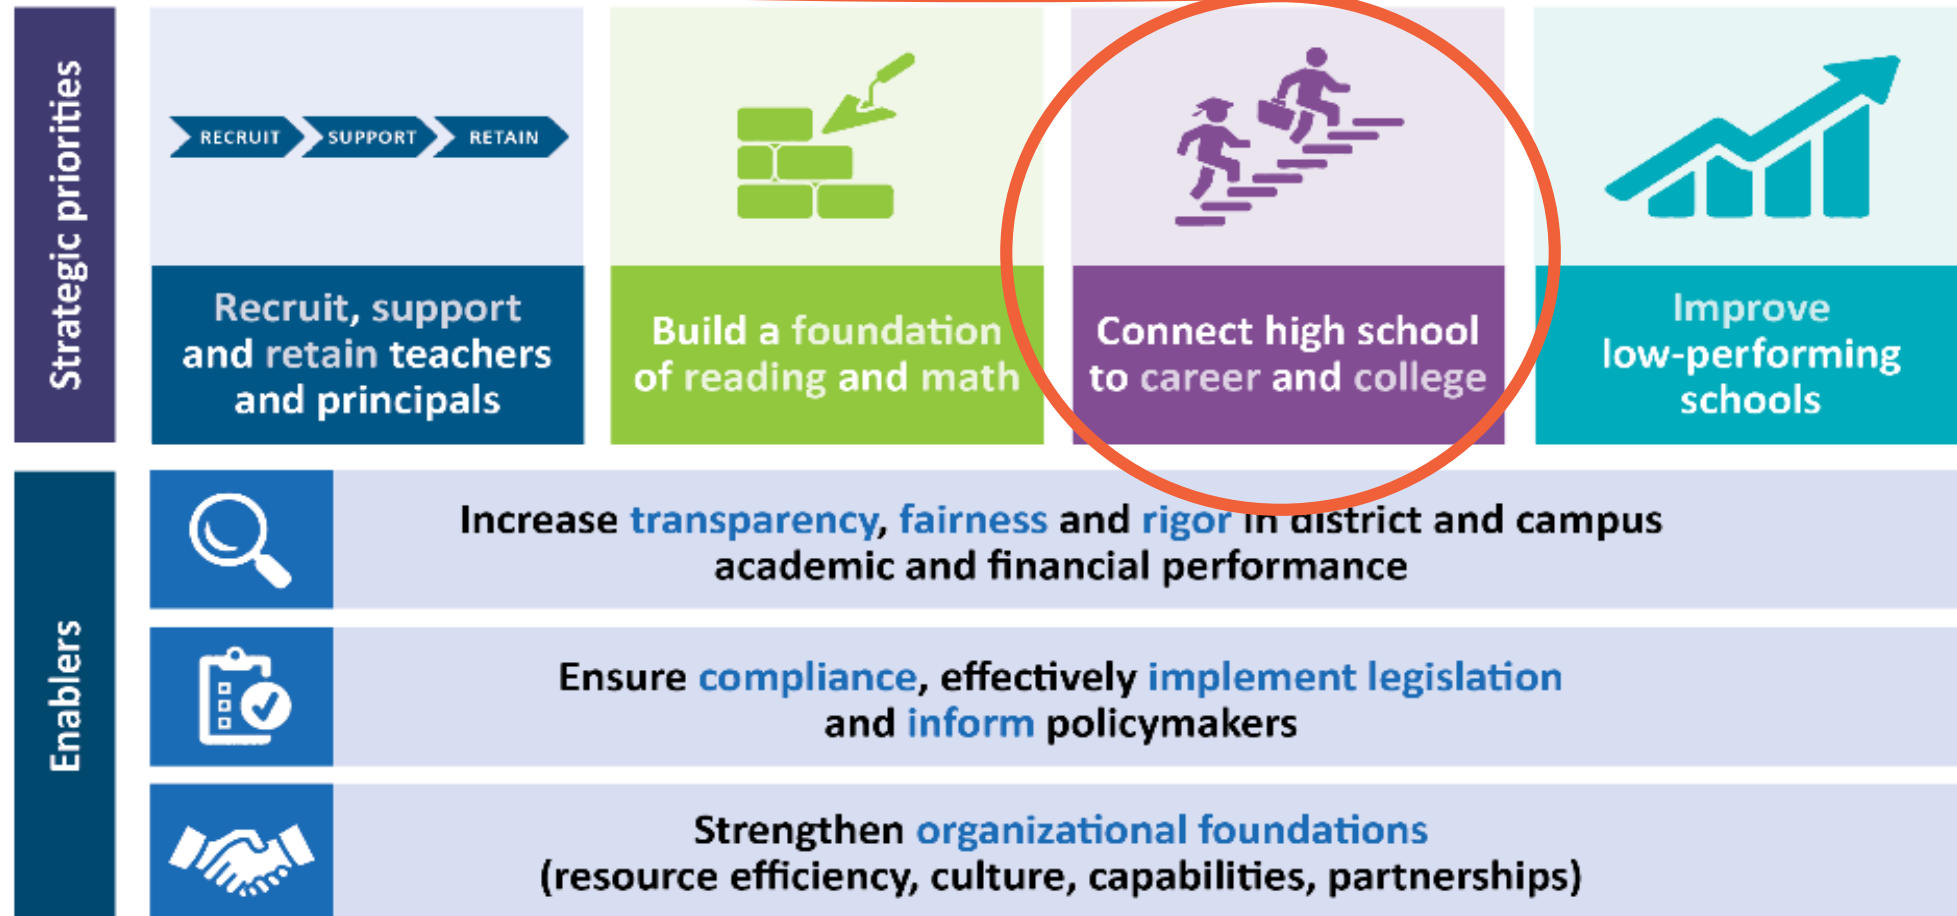 Strategic priorities
RECRUIT SUPPORT RETAIN
Recruit, support
and retain teachers
and principals
Build a foundation
of reading and math
Connect high school
to career and college
Improve
low-performing
schools
Enablers
Increase transparency, fairness and rigor in district and campus
academic and financial performance
Ensure compliance, effectively implement legislation
and inform policymakers
Strengthen organizational foundations
(resource efficiency, culture, capabilities, partnerships)